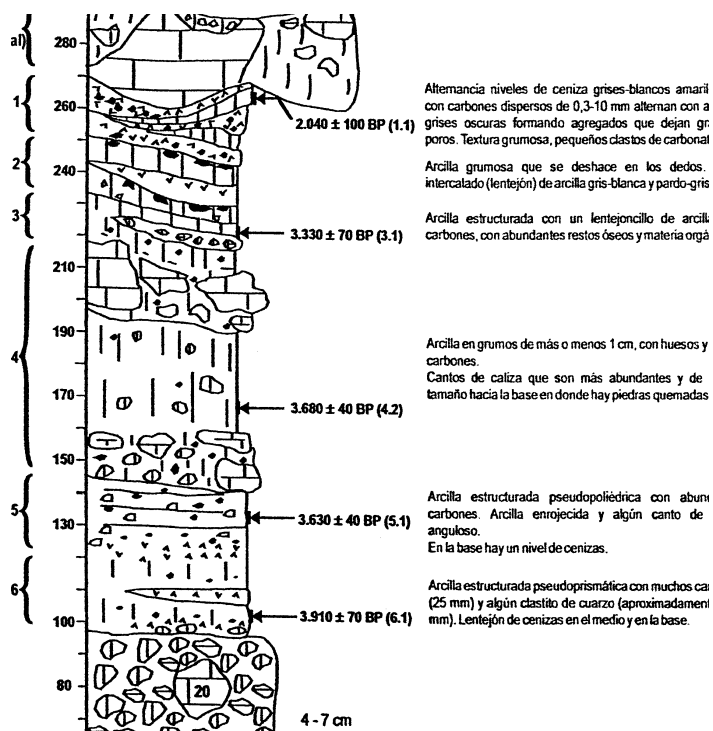 al)
280
1
260
2.040 ± 100 BP (1.1)
Alternancia niveles de ceniza grises-blancos
con carbones dispersos de 0,3-10 mm alternan con
grises oscuras formando agregados que dejan
poros. Textura grumosa, pequeños clastos de
2
240
Arcilla grumosa que se deshace en los dedos.
intercalado (lentejón) de arcilla gris-blanca y
3
3.330 ± 70 BP (3.1)
Arcilla estructurada con un lentejoncillo de
carbones, con abundantes restos óseos y materia
210
190
4
Arcilla en grumos de más o menos 1 cm, con huesos y
carbones.
Cantos de caliza que son más abundantes y de
tamaño hacia la base en donde hay piedras quemadas
170
3.680 ± 40 BP (4.2)
150
5
130
3.630 ± 40 BP (5.1)
Arcilla estructurada pseudopoliédrica con
carbones. Arcilla enrojecida y algún canto de
anguloso.
En la base hay un nivel de cenizas.
6
100
3.910 ± 70 BP (6.1)
Arcilla estructurada pseudoprismática con muchos
(25 mm) y algún clastito de cuarzo
mm). Lentejón de cenizas en el medio y en la base.
80
20
4 - 7 cm